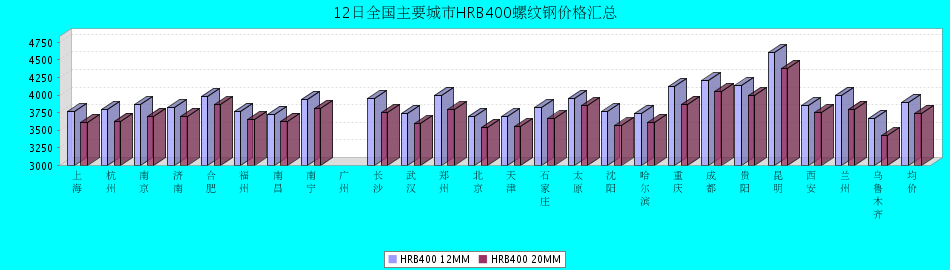 12日全国主要城市HRB400螺纹钢价格汇总
4750
4500
4250
4000
3750
3500
3250
3000
上海
杭州
南京
济南
合肥
福州
南昌
南宁
广州
长沙
武汉
郑州
北京
天津
石家庄
太原
沈阳
哈尔滨
重庆
成都
贵阳
昆明
西安
兰州
乌鲁木齐
均价
HRB400 12MM
HRB400 20MM